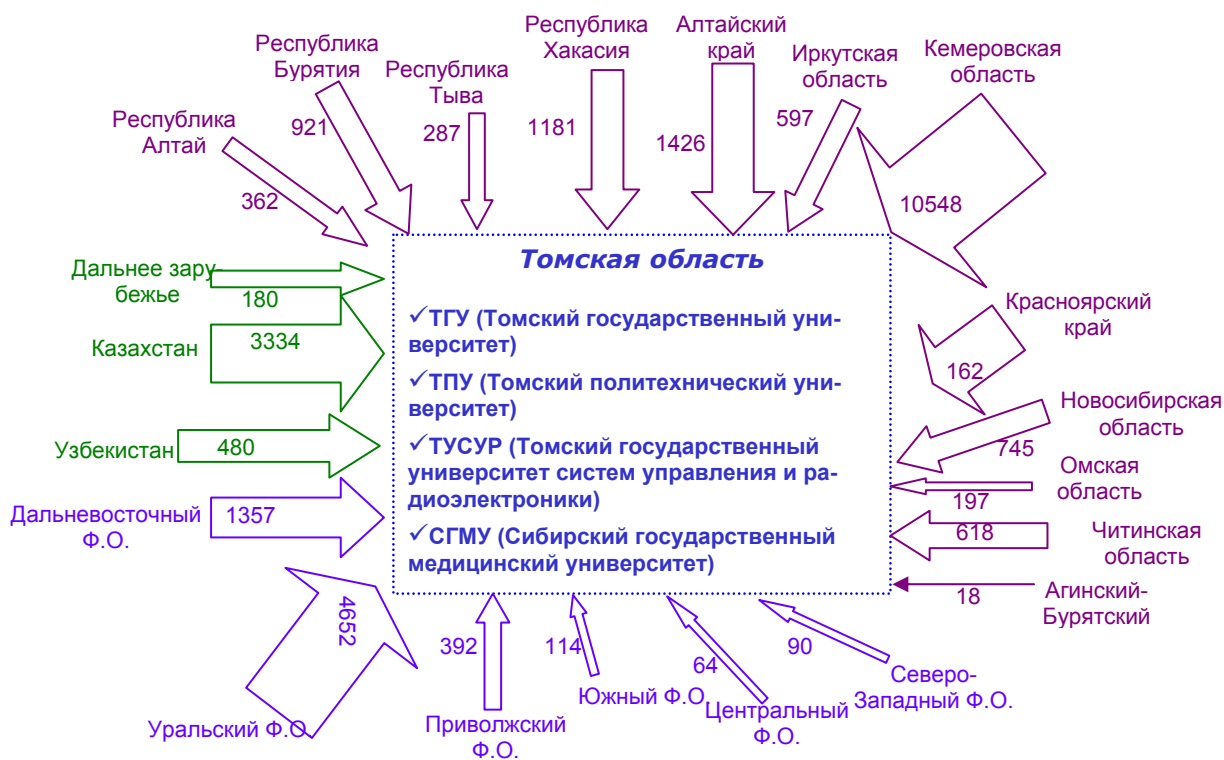 Республика
Бурятия
921
Республика
Тыва
287
Республика
Хакасия
1181
Алтайский
край
1426
Иркутская
область
597
Кемеровская
область
10548
Республика
Алтай
362
Томская область
Дальнее зару-
бежье
180
Казахстан
3334
Узбекистан
480
Дальневосточный
Ф.О.
1357
✓ТГУ (Томский государственный уни-
верситет)
✓ТПУ (Томский политехнический уни-
верситет)
✓ТУСУР (Томский государственный
университет систем управления и ра-
диоэлектроники)
✓СГМУ (Сибирский государственный
медицинский университет)
Красноярский
край
162
Новосибирская
область
745
Омская
область
197
Читинская
область
618
Агинский-
Бурятский
18
4652
Уральский Ф.О
392
Приволжский
Ф.О.
114
Южный Ф.О.
64
Центральный
Ф.О.
90
Северо-
Западный Ф.О.